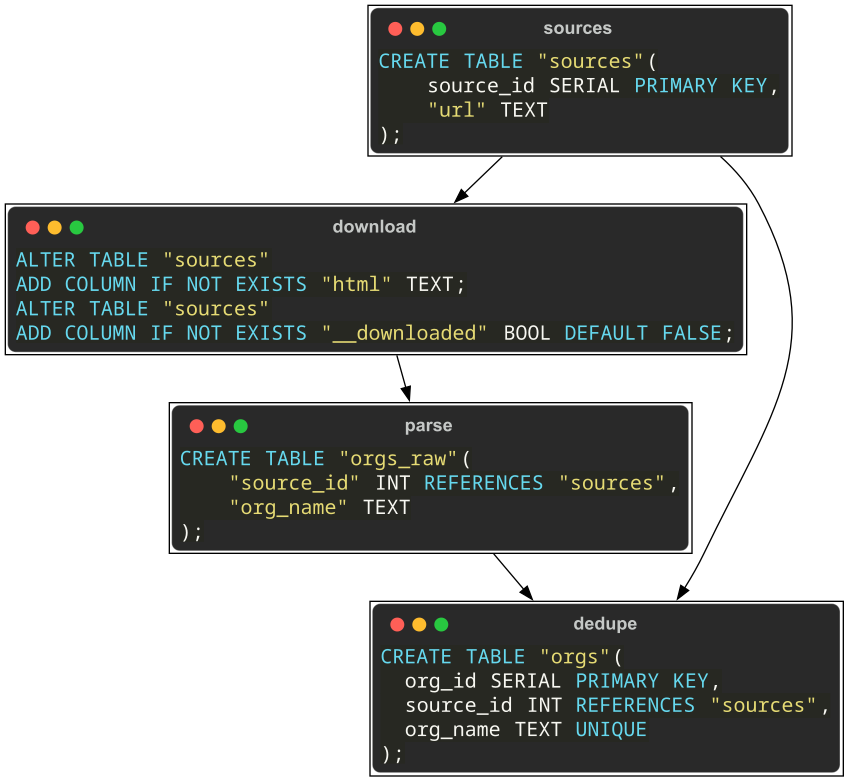 sources
CREATE TABLE "sources"(
    source_id SERIAL PRIMARY KEY,
    "url" TEXT
);
download
ALTER TABLE "sources"
ADD COLUMN IF NOT EXISTS "html" TEXT;
ALTER TABLE "sources"
ADD COLUMN IF NOT EXISTS "__downloaded" BOOL DEFAULT FALSE;
parse
CREATE TABLE "orgs_raw"(
    "source_id" INT REFERENCES "sources",
    "org_name" TEXT
);
dedupe
CREATE TABLE "orgs"(
  org_id SERIAL PRIMARY KEY,
  source_id INT REFERENCES "sources",
  org_name TEXT UNIQUE
);